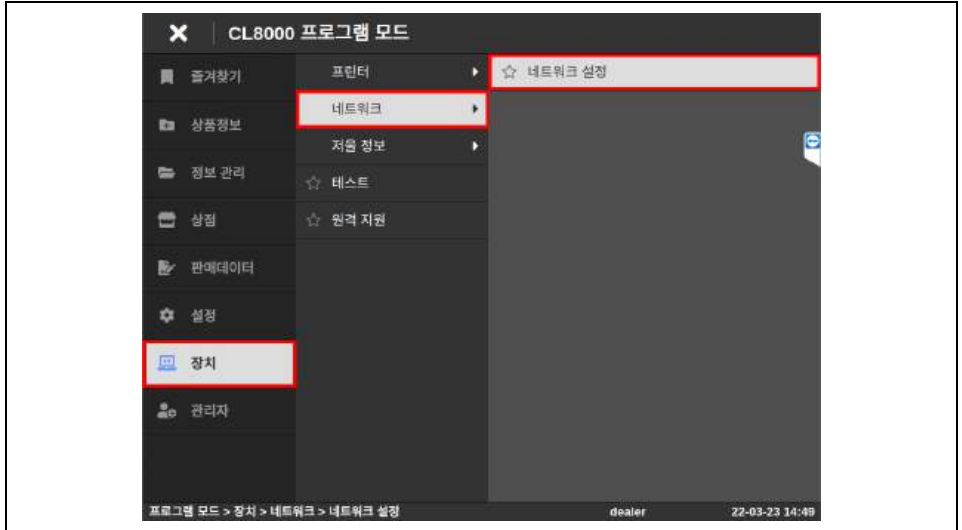 CL8000 프로그램 모드
즐겨찾기
상품정보
정보 관리
상점
판매데이터
설정
장치
관리자
프린터
네트워크
저울 정보
테스트
원격 지원
네트워크 설정
프로그램 모드 > 장치 > 네트워크 > 네트워크 설정
dealer
22-03-23 14:49